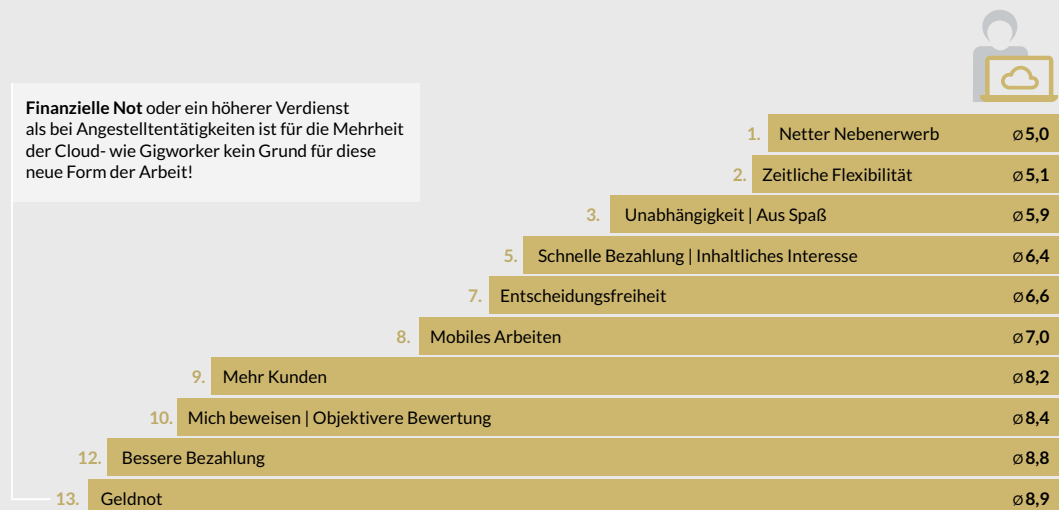 Finanzielle Not oder ein höherer Verdienst
als bei Angestelltentätigkeiten ist für die Mehrheit
der Cloud- wie Gigworker kein Grund für diese
neue Form der Arbeit!
1. Netter Nebenerwerb ø5,0
2. Zeitliche Flexibilität ø5,1
3. Unabhängigkeit | Aus Spaß ø5,9
5. Schnelle Bezahlung | Inhaltliches Interesse ø6,4
7. Entscheidungsfreiheit ø6,6
8. Mobiles Arbeiten ø7,0
9. Mehr Kunden ø8,2
10. Mich beweisen | Objektivere Bewertung ø8,4
12. Bessere Bezahlung ø8,8
13. Geldnot ø8,9